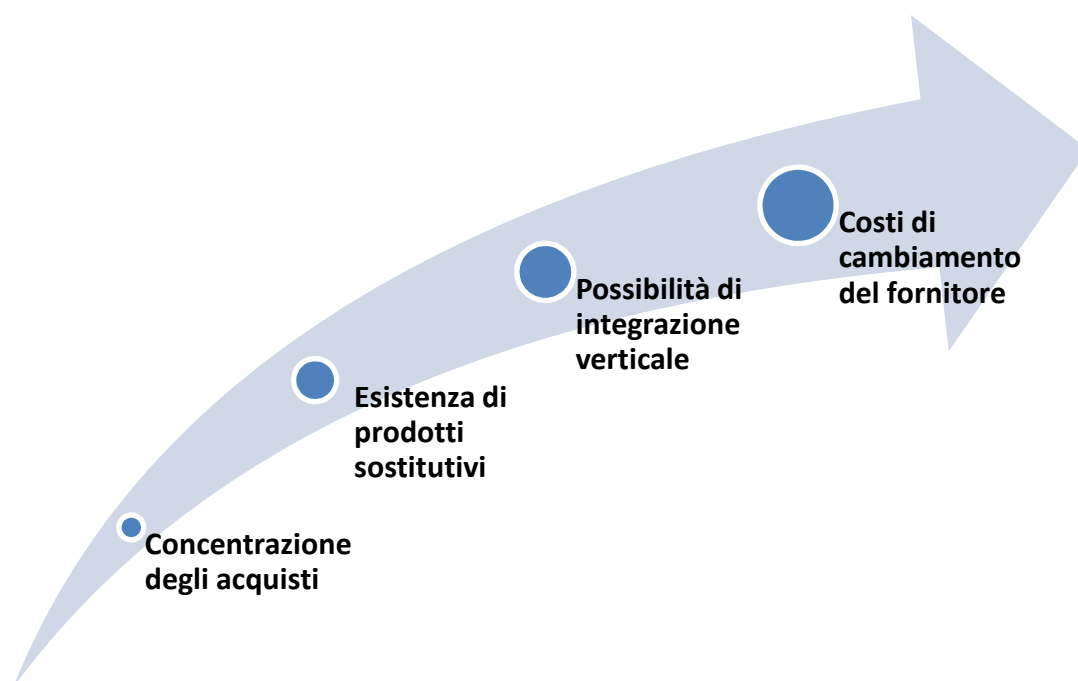 Costi di
cambiamento
del fornitore
Possibilità di
integrazione
verticale
Esistenza di
prodotti
sostitutivi
Concentrazione
degli acquisti